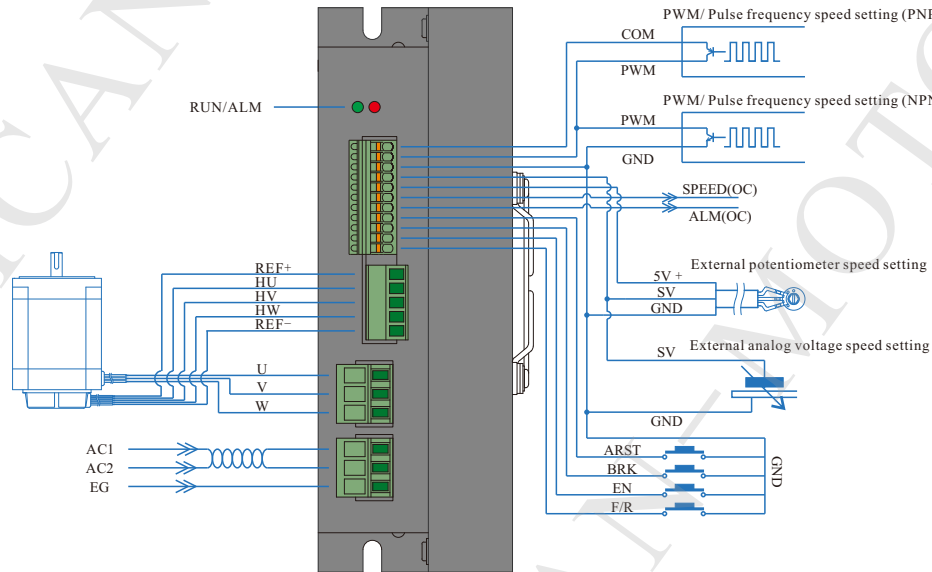 PWM/ Pulse frequency speed setting (PNP
COM
PWM
RUN/ALM
PWM/ Pulse frequency speed setting (NPN
PWM
GND
SPEED(OC)
ALM(OC)
REF+
HU
HV
HW
REF−
5V +
External potentiometer speed setting
SV
GND
External analog voltage speed setting
SV
GND
U
V
W
AC1
AC2
EG
ARST
BRK
EN
F/R
GND